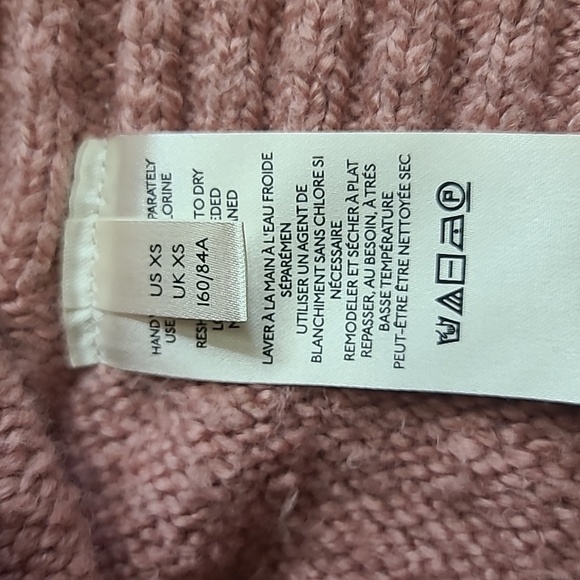 US XS
UK XS
160/84A
HAND
PARATELY
USE
LORINE
RESH
TO DRY
EDED
ANED
LAVER À LA MAIN À L'EAU FROIDE
SÉPARÉMEN
UTILISER UN AGENT DE
BLANCHIMENT SANS CHLORE SI
NÉCESSAIRE
REMODELER ET SÉCHER À PLAT
REPASSER, AU BESOIN, À TRÈS
BASSE TEMPÉRATURE
PEUT-ÊTRE ÊTRE NETTOYÉE SEC
P